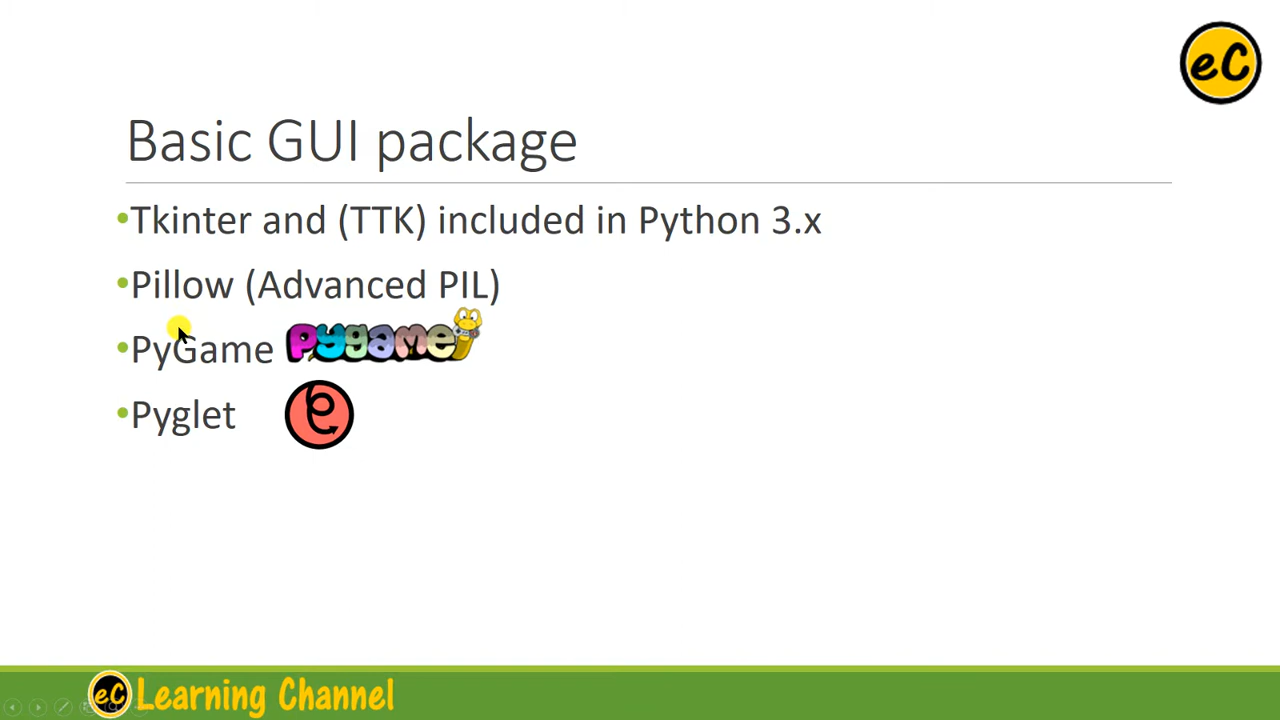 eC
Basic GUI package
•Tkinter and (TTK) included in Python 3.x
•Pillow (Advanced PIL)
•PyGame pygame
•Pyglet
eC Learning Channel